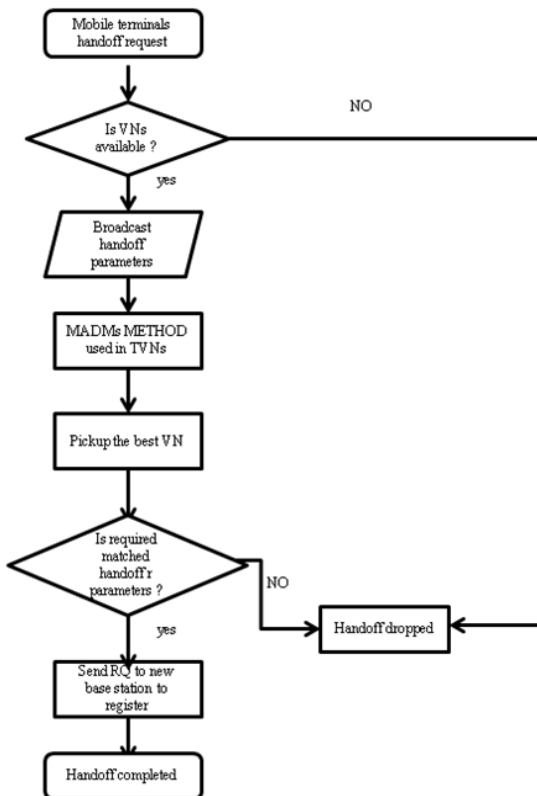 Mobile terminals
handoff request
NO
Is VNs
available ?
yes
Broadcast
handoff
parameters
MADMs METHOD
used in TVNs
Pickup the best VN
Is required
matched
handoff r
parameters ?
NO
yes
Handoff dropped
Send RQ to new
base station to
register
Handoff completed